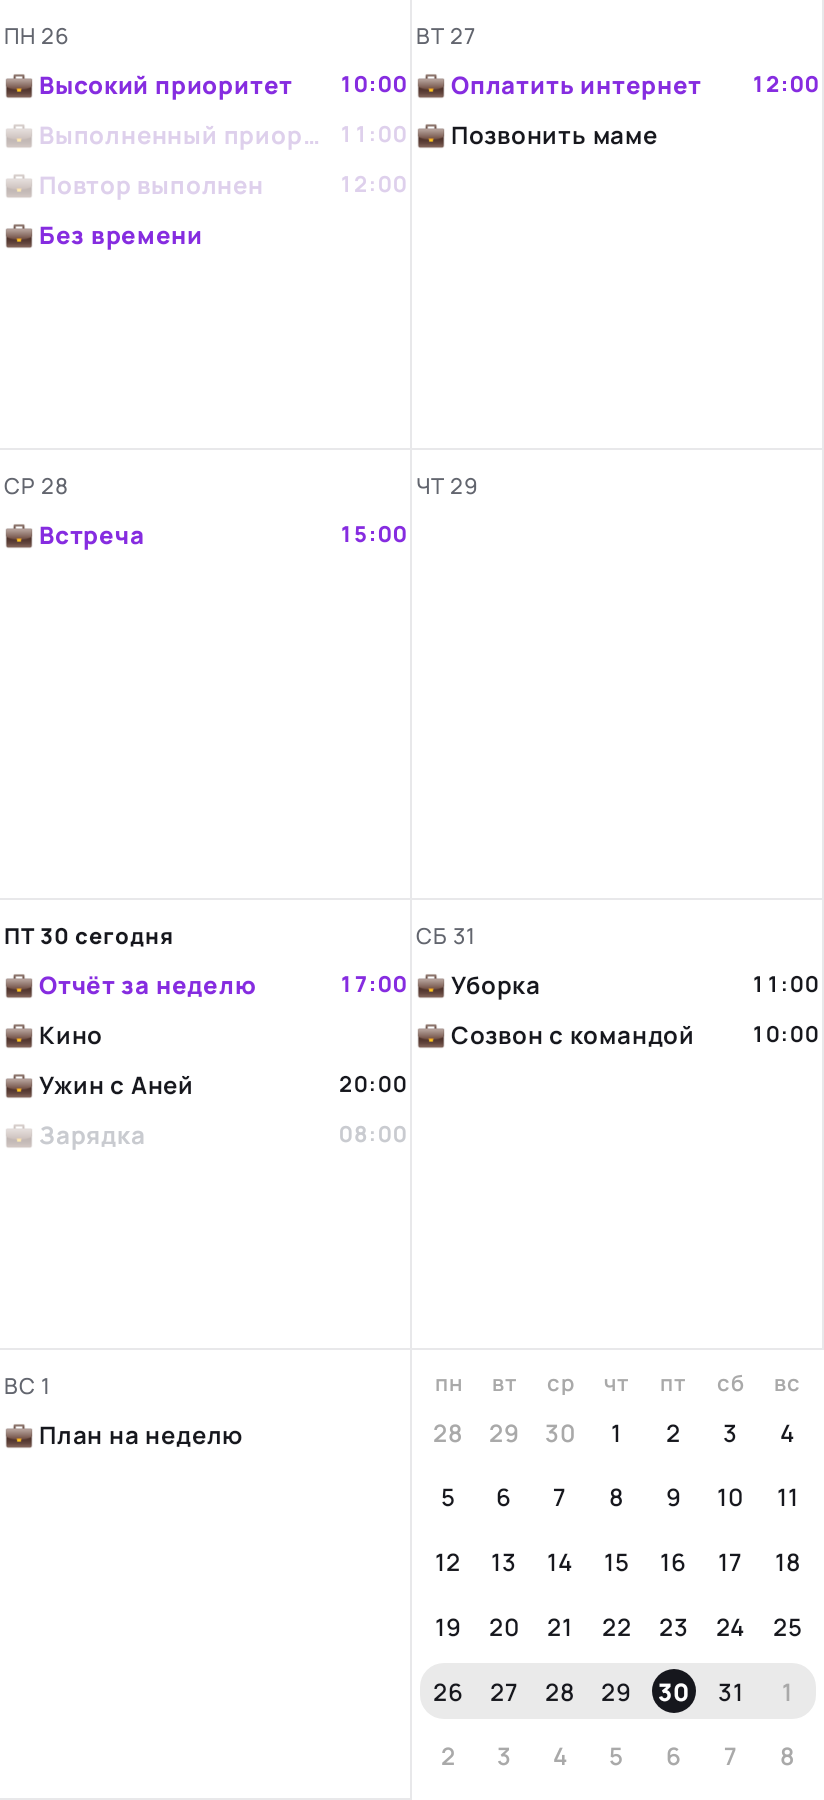 ПН 26
Высокий приоритет 10:00
Выполненный приор... 11:00
Повтор выполнен 12:00
Без времени
ВТ 27
Оплатить интернет 12:00
Позвонить маме
СР 28
Встреча 15:00
ЧТ 29
ПТ 30 сегодня
Отчёт за неделю 17:00
Кино
Ужин с Аней 20:00
Зарядка 08:00
СБ 31
Уборка 11:00
Созвон с командой 10:00
ВС 1
План на неделю
пн вт ср чт пт сб вс
28 29 30 1 2 3 4
5 6 7 8 9 10 11
12 13 14 15 16 17 18
19 20 21 22 23 24 25
26 27 28 29 30 31 1
2 3 4 5 6 7 8